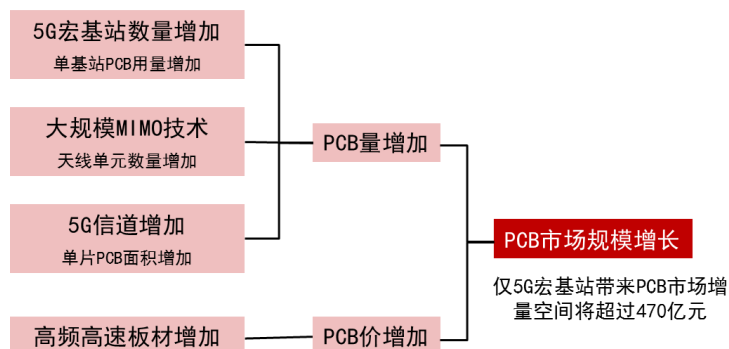 5G宏基站数量增加
单基站PCB用量增加
大规模MIMO技术
天线单元数量增加
PCB量增加
5G信道增加
单片PCB面积增加
PCB市场规模增长
仅5G宏基站带来PCB市场增
量空间将超过470亿元
高频高速板材增加
PCB价增加